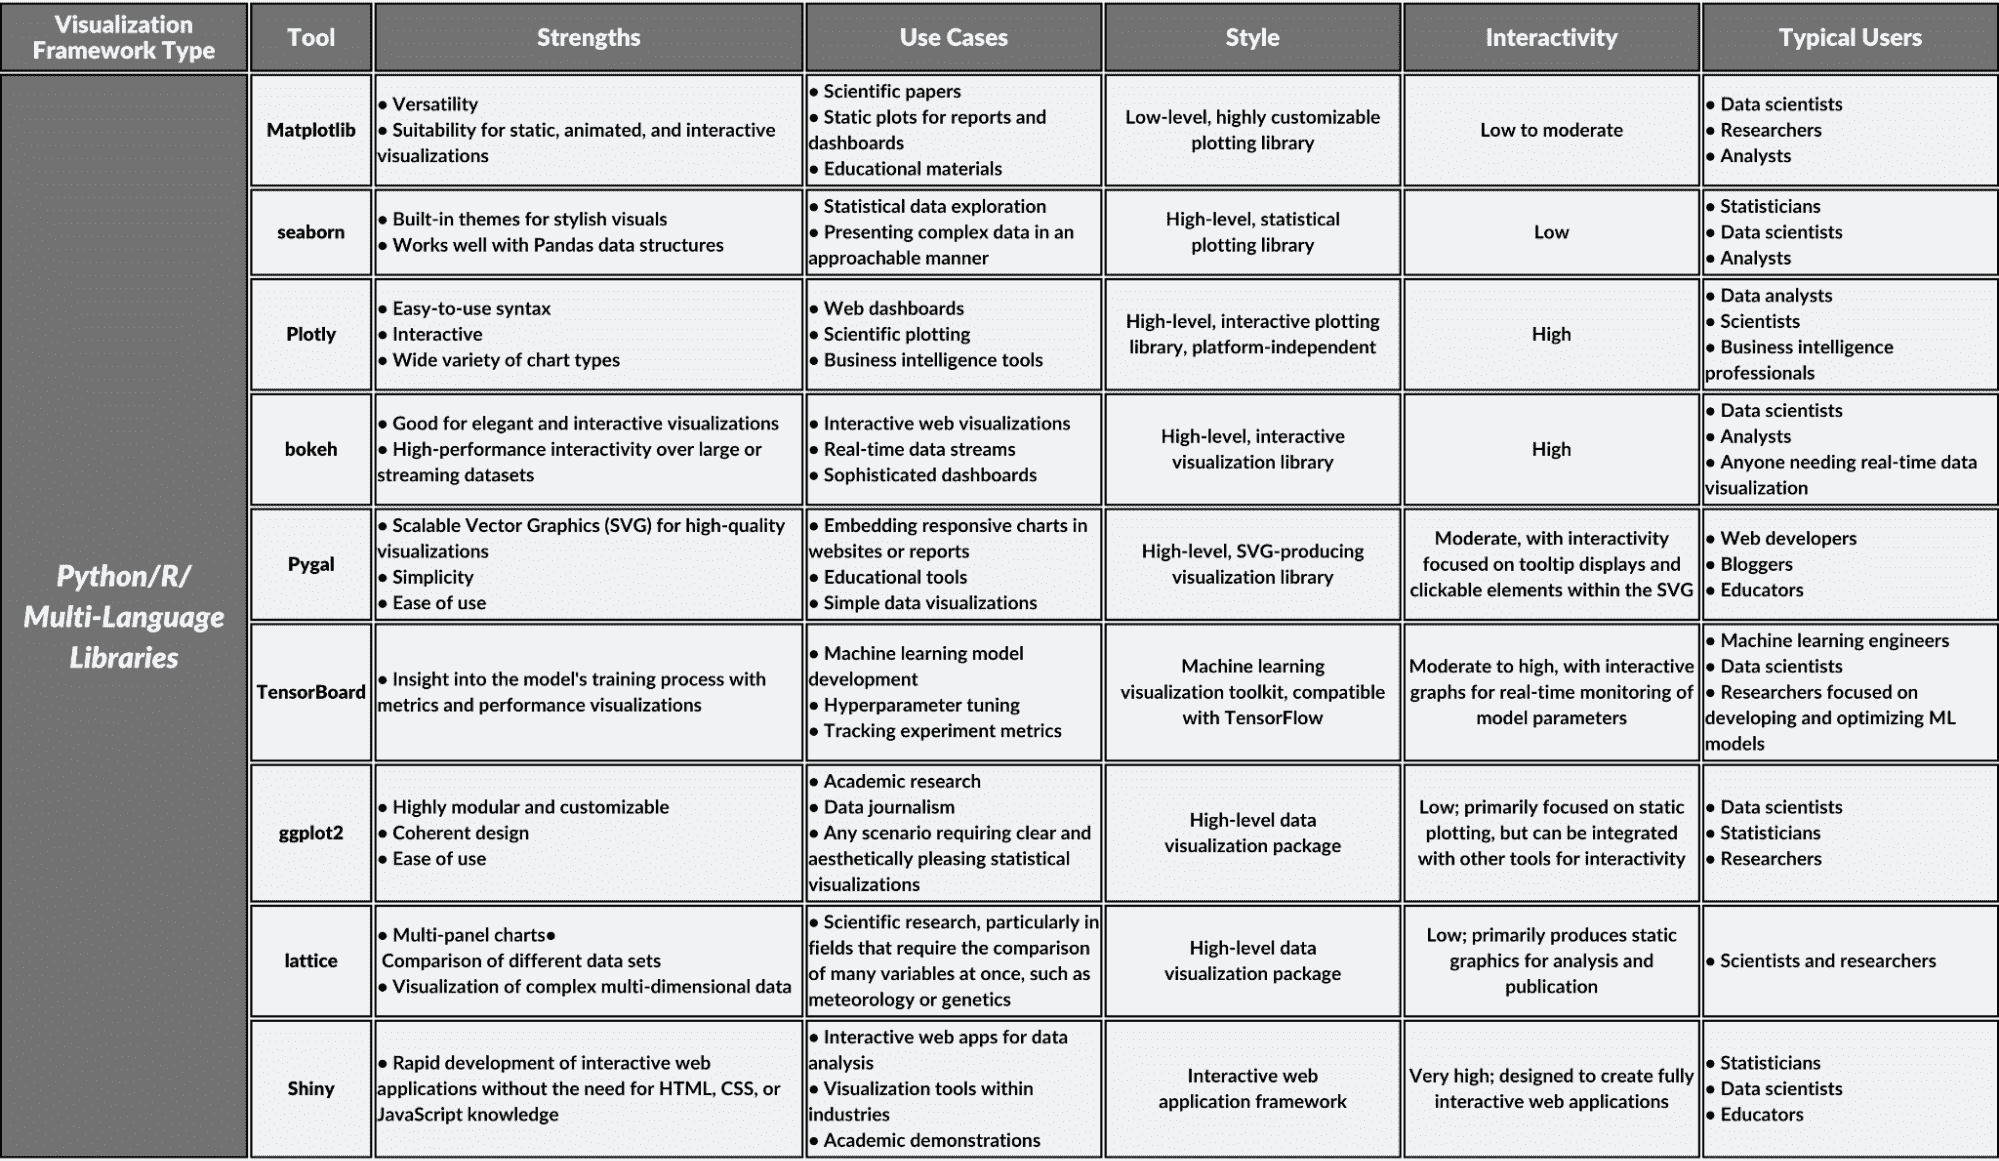 Visualization
Framework Type
Tool
Strengths
Use Cases
Style
Interactivity
Typical Users
Python/R/
Multi-Language
Libraries
Matplotlib
● Versatility
● Suitability for static, animated, and interactive
visualizations
● Scientific papers
● Static plots for reports and
dashboards
● Educational materials
Low-level, highly customizable
plotting library
Low to moderate
● Data scientists
● Researchers
● Analysts
seaborn
● Built-in themes for stylish visuals
● Works well with Pandas data structures
● Statistical data exploration
● Presenting complex data in an
approachable manner
High-level, statistical
plotting library
Low
● Statisticians
● Data scientists
● Analysts
Plotly
● Easy-to-use syntax
● Interactive
● Wide variety of chart types
● Web dashboards
● Scientific plotting
● Business intelligence tools
High-level, interactive plotting
library, platform-independent
High
● Data analysts
● Scientists
● Business intelligence
professionals
bokeh
● Good for elegant and interactive visualizations
● High-performance interactivity over large or
streaming datasets
● Interactive web visualizations
● Real-time data streams
● Sophisticated dashboards
High-level, interactive
visualization library
High
● Data scientists
● Analysts
● Anyone needing real-time data
visualization
Pygal
● Scalable Vector Graphics (SVG) for high-quality
visualizations
● Simplicity
● Ease of use
● Embedding responsive charts in
websites or reports
● Educational tools
● Simple data visualizations
High-level, SVG-producing
visualization library
Moderate, with interactivity
focused on tooltip displays and
clickable elements within the SVG
● Web developers
● Bloggers
● Educators
TensorBoard
● Insight into the model's training process with
metrics and performance visualizations
● Machine learning model
development
● Hyperparameter tuning
● Tracking experiment metrics
Machine learning
visualization toolkit, compatible
with TensorFlow
Moderate to high, with interactive
graphs for real-time monitoring of
model parameters
● Machine learning engineers
● Data scientists
● Researchers focused on
developing and optimizing ML
models
ggplot2
● Highly modular and customizable
● Coherent design
● Ease of use
● Academic research
● Data journalism
● Any scenario requiring clear and
aesthetically pleasing statistical
visualizations
High-level data
visualization package
Low; primarily focused on static
plotting, but can be integrated
with other tools for interactivity
● Data scientists
● Statisticians
● Researchers
lattice
● Multi-panel charts●
Comparison of different data sets
● Visualization of complex multi-dimensional data
● Scientific research, particularly in
fields that require the comparison
of many variables at once, such as
meteorology or genetics
High-level data
visualization package
Low; primarily produces static
graphics for analysis and
publication
● Scientists and researchers
Shiny
● Rapid development of interactive web
applications without the need for HTML, CSS, or
JavaScript knowledge
● Interactive web apps for data
analysis
● Visualization tools within
industries
● Academic demonstrations
Interactive web
application framework
Very high; designed to create fully
interactive web applications
● Statisticians
● Data scientists
● Educators